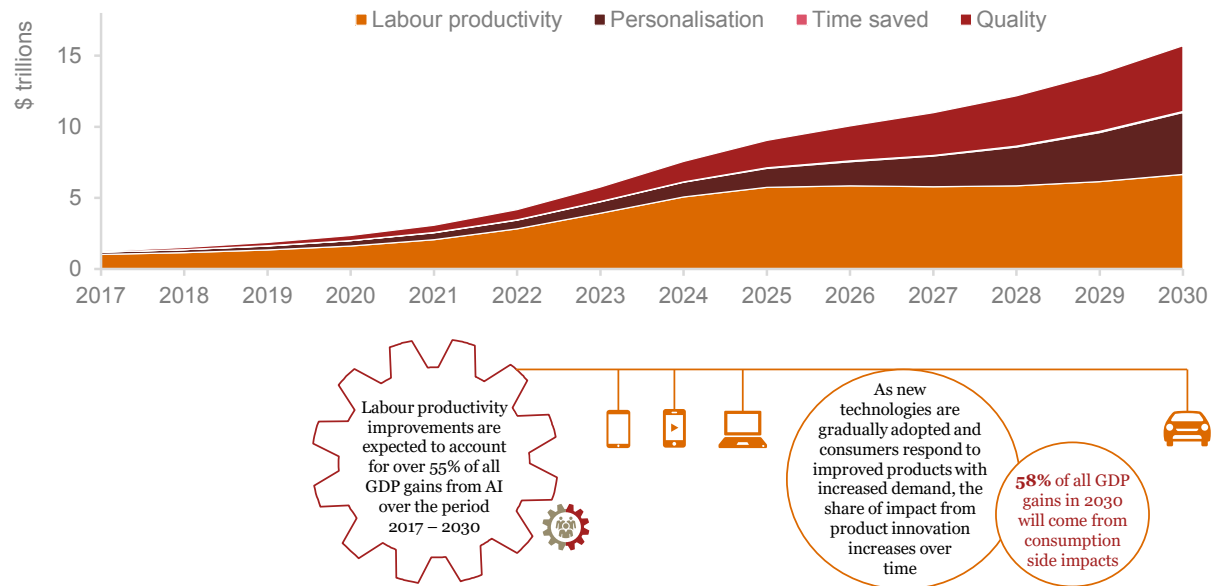 Labour productivity Personalisation Time saved Quality
$ trillions
15
10
5
0
2017 2018 2019 2020 2021 2022 2023 2024 2025 2026 2027 2028 2029 2030
Labour productivity
improvements are
expected to account
for over 55% of all
GDP gains from AI
over the period
2017 – 2030
As new
technologies are
gradually adopted and
consumers respond to
improved products with
increased demand, the
share of impact from
product innovation
increases over
time
58% of all GDP
gains in 2030
will come from
consumption
side impacts